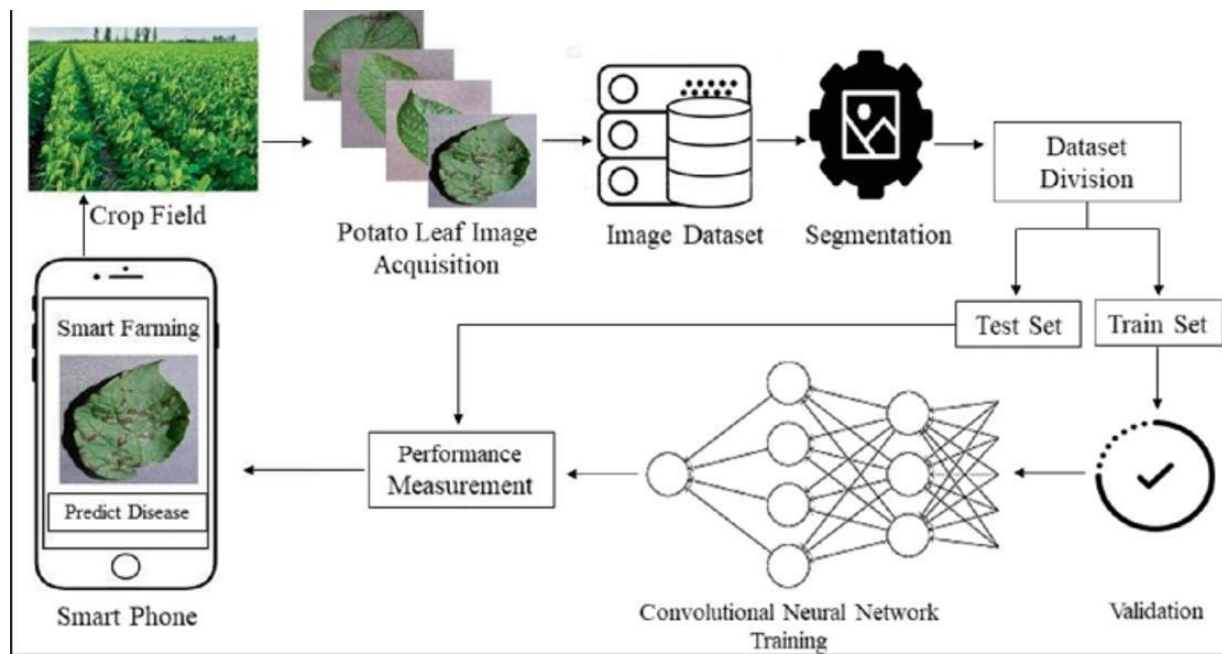 Crop Field
Potato Leaf Image
Acquisition
Image Dataset
Segmentation
Dataset
Division
Test Set
Train Set
Smart Farming
Predict Disease
Smart Phone
Performance
Measurement
Convolutional Neural Network
Training
Validation